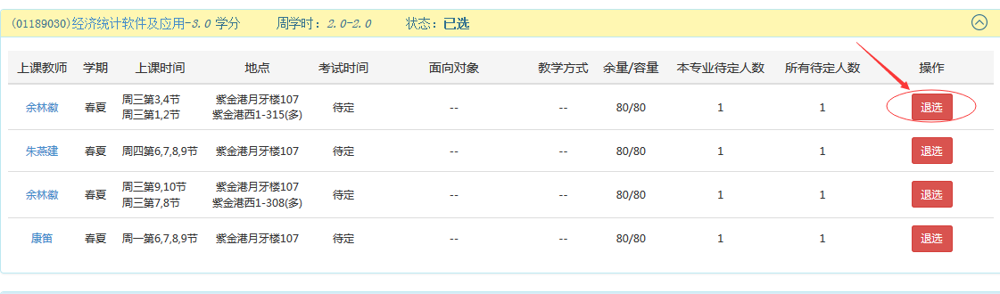 (01189030)经济统计软件及应用-3.0 学分 周学时：2.0-2.0 状态：已选
上课教师 学期 上课时间 地点 考试时间 面向对象 教学方式 余量/容量 本专业待定人数 所有待定人数 操作
余林徽 春夏 周三第3,4节 紫金港月牙楼107 待定 -- -- 80/80 1 1 退选
周三第1,2节 紫金港西1-315(多)
朱燕建 春夏 周四第6,7,8,9节 紫金港月牙楼107 -- -- 80/80 1 1 退选
余林徽 春夏 周三第9,10节 紫金港月牙楼107 待定 -- -- 80/80 1 1 退选
周三第7,8节 紫金港西1-308(多)
康笛 春夏 周一第6,7,8,9节 紫金港月牙楼107 待定 -- -- 80/80 1 1 退选